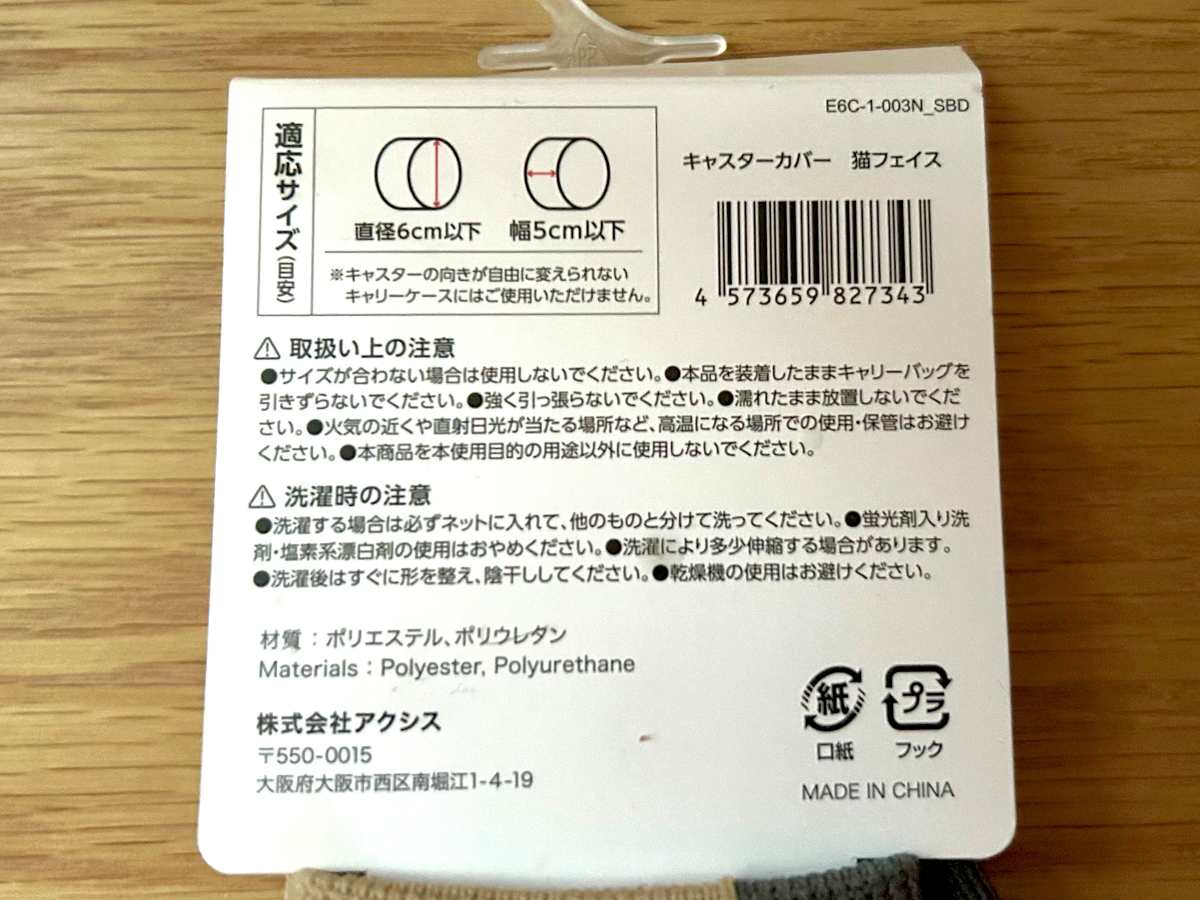 E6C-1-003N_SBD
適応サイズ(目安)
直径6cm以下 幅5cm以下
※キャスターの向きが自由に変えられない
キャリーケースにはご使用いただけません。
キャスターカバー 猫フェイス
4 573659 827343
取扱い上の注意
●サイズが合わない場合は使用しないでください。●本品を装着したままキャリーバッグを
引きずらないでください。●強く引っ張らないでください。●濡れたまま放置しないでくだ
さい。●火気の近くや直射日光が当たる場所など、高温になる場所での使用・保管はお避け
ください。●本商品を本使用目的の用途以外に使用しないでください。
洗濯時の注意
●洗濯する場合は必ずネットに入れて、他のものと分けて洗ってください。●蛍光剤入り洗
剤・塩素系漂白剤の使用はおやめください。●洗濯により多少伸縮する場合があります。
●洗濯後はすぐに形を整え、陰干ししてください。●乾燥機の使用はお避けください。
材質：ポリエステル、ポリウレタン
Materials：Polyester, Polyurethane
株式会社アクシス
〒550-0015
大阪府大阪市西区南堀江1-4-19
紙 プラ
口紙 フック
MADE IN CHINA